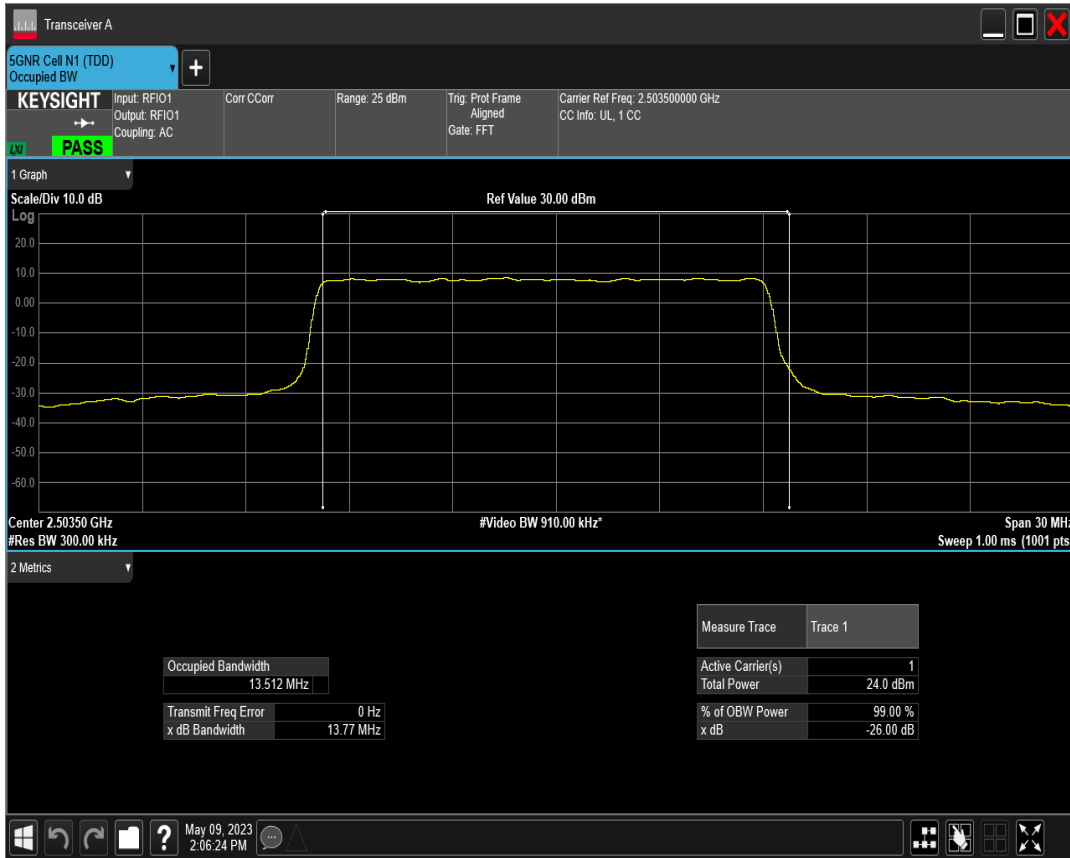 Transceiver A
5GNR Cell N1 (TDD)
Occupied BW
+
KEYSIGHT
LXI
PASS
Input: RFIO1
Output: RFIO1
Coupling: AC
Corr CCorr
Range: 25 dBm
Trig: Prot Frame
Aligned
Gate: FFT
Carrier Ref Freq: 2.503500000 GHz
CC Info: UL, 1 CC
1 Graph
Scale/Div 10.0 dB
Ref Value 30.00 dBm
Log
20.0
10.0
0.00
-10.0
-20.0
-30.0
-40.0
-50.0
-60.0
Center 2.50350 GHz
#Video BW 910.00 kHz*
Span 30 MHz
#Res BW 300.00 kHz
Sweep 1.00 ms (1001 pts
2 Metrics
Measure Trace Trace 1
Occupied Bandwidth
13.512 MHz
Active Carrier(s) 1
Total Power 24.0 dBm
Transmit Freq Error 0 Hz
x dB Bandwidth 13.77 MHz
% of OBW Power 99.00 %
x dB -26.00 dB
?
May 09, 2023
2:06:24 PM